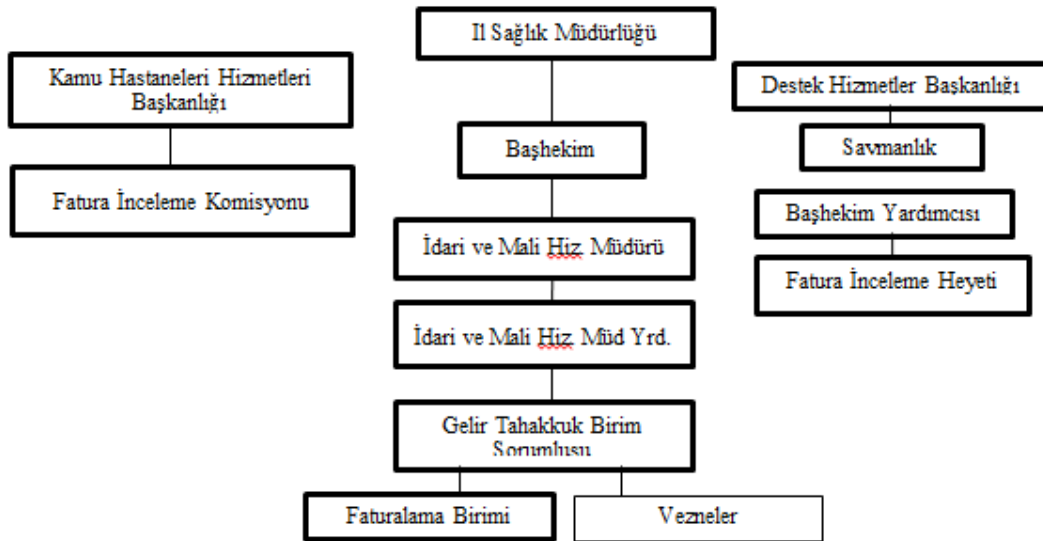 İl Sağlık Müdürlüğü
Kamu Hastaneleri Hizmetleri
Başkanlığı
Destek Hizmetler Başkanlığı
Başhekim
Savmanlık
Fatura İnceleme Komisyonu
Başhekim Yardımcısı
İdari ve Mali Hiz. Müdürü
Fatura İnceleme Heyeti
İdari ve Mali Hiz. Müd Yrd.
Gelir Tahakkuk Birim
Sorumlusu
Faturalama Birimi
Vezneler